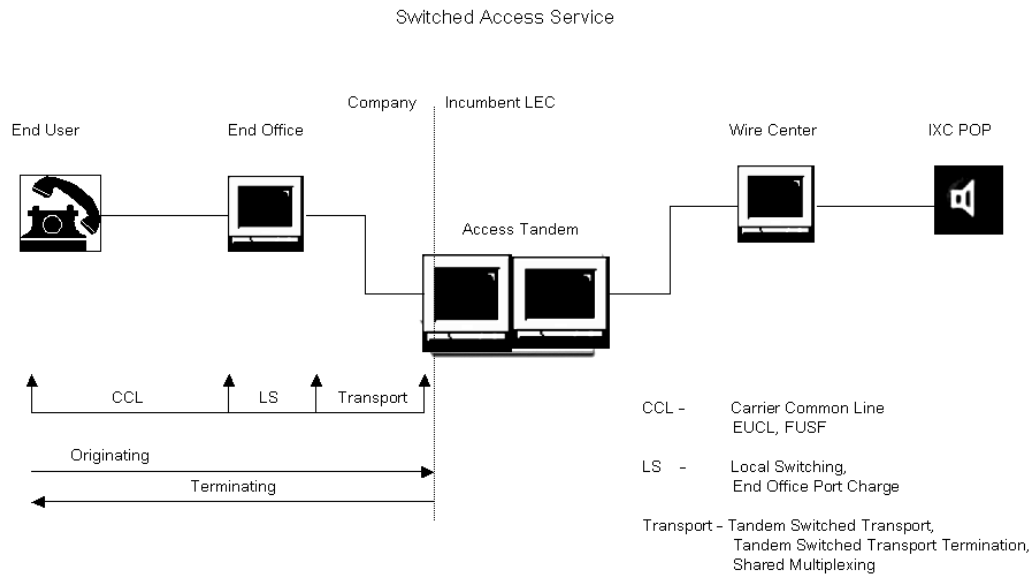 Switched Access Service
Company
Incumbent LEC
End User
End Office
Wire Center
IXC POP
Access Tandem
CCL
LS
Transport
Originating
Terminating
CCL – Carrier Common Line
EUCL, FUSF
LS – Local Switching,
End Office Port Charge
Transport – Tandem Switched Transport,
Tandem Switched Transport Termination,
Shared Multiplexing